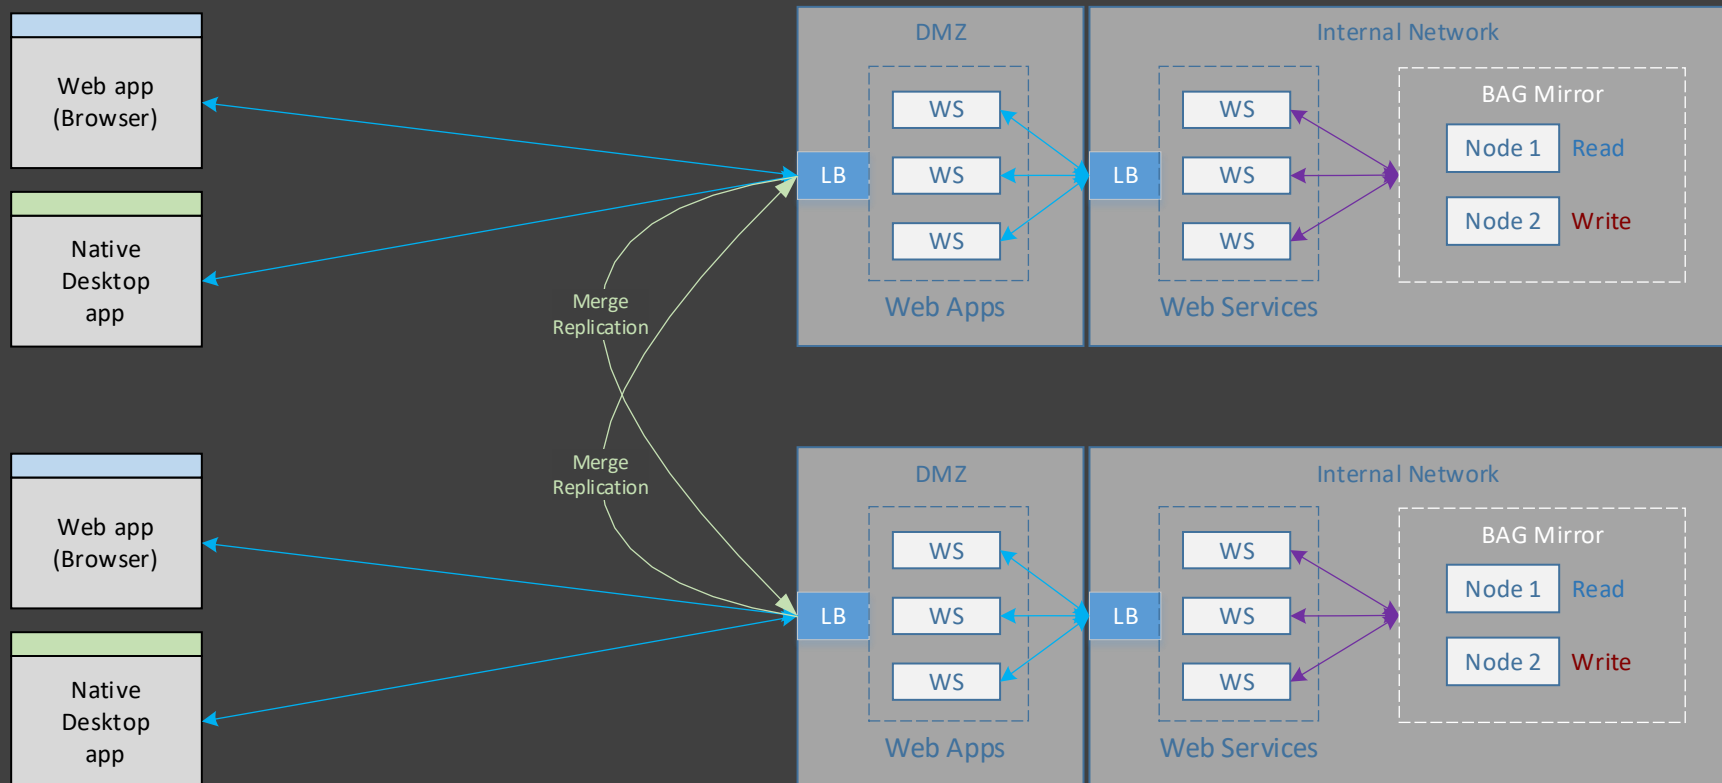 DMZ
Internal Network
Web app
(Browser)
WS
WS
BAG Mirror
Node 1 Read
LB
WS
LB
WS
Native
Desktop
app
WS
WS
Node 2 Write
Web Apps
Web Services
Merge
Replication
Merge
Replication
DMZ
Internal Network
Web app
(Browser)
WS
WS
BAG Mirror
Node 1 Read
LB
WS
LB
WS
Native
Desktop
app
WS
WS
Node 2 Write
Web Apps
Web Services